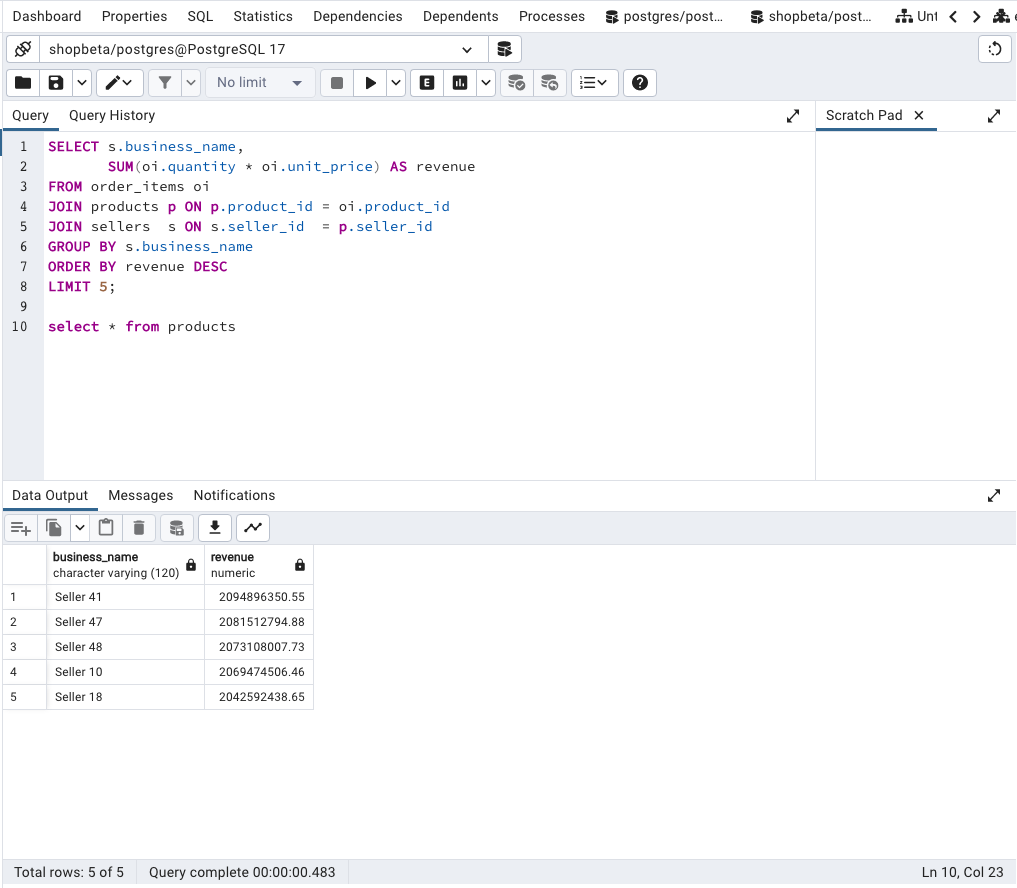 Dashboard Properties SQL Statistics Dependencies Dependents Processes postgres/post... shopbeta/post... Unt
shopbeta/postgres@PostgreSQL 17
No limit E ?
Query Query History Scratch Pad
1 SELECT s.business_name,
2 SUM(oi.quantity * oi.unit_price) AS revenue
3 FROM order_items oi
4 JOIN products p ON p.product_id = oi.product_id
5 JOIN sellers s ON s.seller_id = p.seller_id
6 GROUP BY s.business_name
7 ORDER BY revenue DESC
8 LIMIT 5;
9
10 select * from products
Data Output Messages Notifications
business_name revenue
character varying (120) numeric
1 Seller 41 2094896350.55
2 Seller 47 2081512794.88
3 Seller 48 2073108007.73
4 Seller 10 2069474506.46
5 Seller 18 2042592438.65
Total rows: 5 of 5 Query complete 00:00:00.483 Ln 10, Col 23